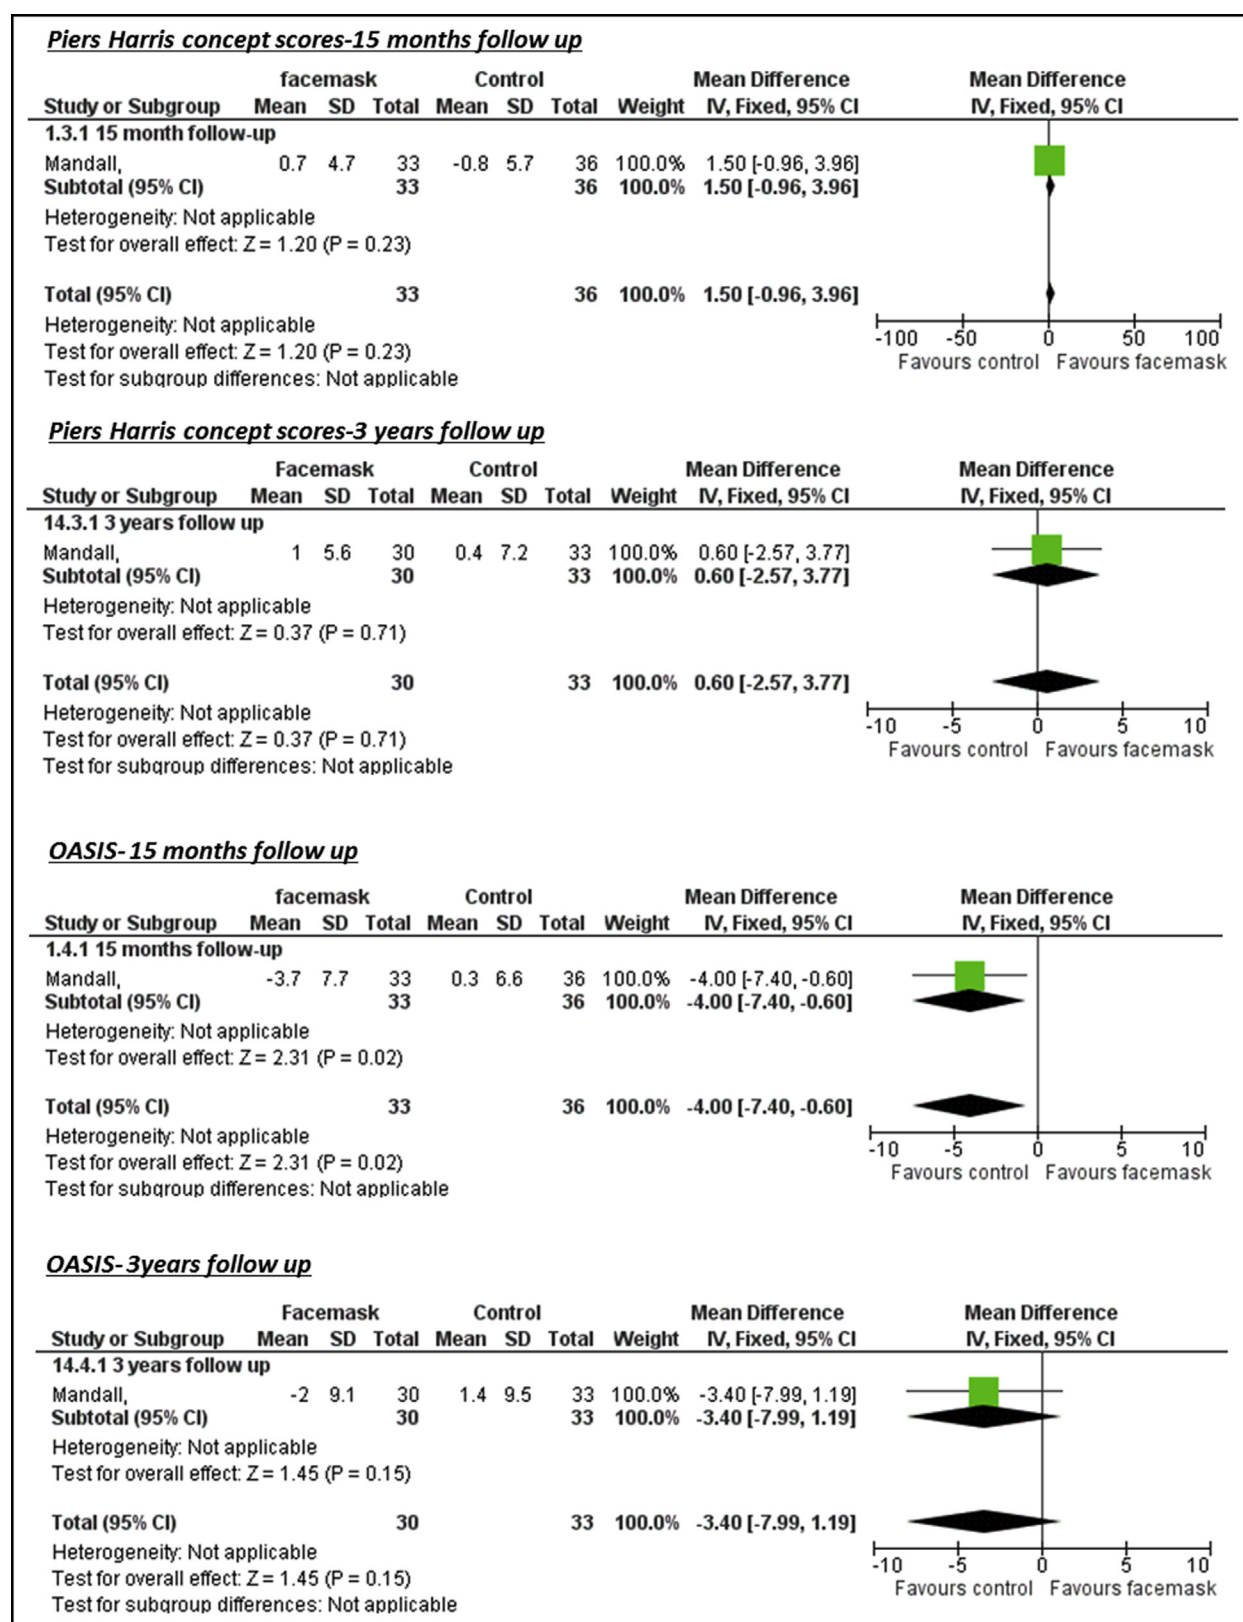 Piers Harris concept scores-15 months follow up
facemask Control Mean Difference Mean Difference
Study or Subgroup Mean SD Total Mean SD Total Weight IV, Fixed, 95% CI IV, Fixed, 95% CI
1.3.1 15 month follow-up
Mandall, 0.7 4.7 33 -0.8 5.7 36 100.0% 1.50 [-0.96, 3.96]
Subtotal (95% CI) 33 36 100.0% 1.50 [-0.96, 3.96]
Heterogeneity: Not applicable
Test for overall effect: Z = 1.20 (P = 0.23)
Total (95% CI) 33 36 100.0% 1.50 [-0.96, 3.96]
Heterogeneity: Not applicable
Test for overall effect: Z = 1.20 (P = 0.23)
Test for subgroup differences: Not applicable
-100 -50 0 50 100
Favours control Favours facemask
Piers Harris concept scores-3 years follow up
Facemask Control Mean Difference Mean Difference
Study or Subgroup Mean SD Total Mean SD Total Weight IV, Fixed, 95% CI IV, Fixed, 95% CI
14.3.1 3 years follow up
Mandall, 1 5.6 30 0.4 7.2 33 100.0% 0.60 [-2.57, 3.77]
Subtotal (95% CI) 30 33 100.0% 0.60 [-2.57, 3.77]
Heterogeneity: Not applicable
Test for overall effect: Z = 0.37 (P = 0.71)
Total (95% CI) 30 33 100.0% 0.60 [-2.57, 3.77]
Heterogeneity: Not applicable
Test for overall effect: Z = 0.37 (P = 0.71)
Test for subgroup differences: Not applicable
-10 -5 0 5 10
Favours control Favours facemask
OASIS- 15 months follow up
facemask Control Mean Difference Mean Difference
Study or Subgroup Mean SD Total Mean SD Total Weight IV, Fixed, 95% CI IV, Fixed, 95% CI
1.4.1 15 months follow-up
Mandall, -3.7 7.7 33 0.3 6.6 36 100.0% -4.00 [-7.40, -0.60]
Subtotal (95% CI) 33 36 100.0% -4.00 [-7.40, -0.60]
Heterogeneity: Not applicable
Test for overall effect: Z = 2.31 (P = 0.02)
Total (95% CI) 33 36 100.0% -4.00 [-7.40, -0.60]
Heterogeneity: Not applicable
Test for overall effect: Z = 2.31 (P = 0.02)
Test for subgroup differences: Not applicable
-10 -5 0 5 10
Favours control Favours facemask
OASIS- 3years follow up
Facemask Control Mean Difference Mean Difference
Study or Subgroup Mean SD Total Mean SD Total Weight IV, Fixed, 95% CI IV, Fixed, 95% CI
14.4.1 3 years follow up
Mandall, -2 9.1 30 1.4 9.5 33 100.0% -3.40 [-7.99, 1.19]
Subtotal (95% CI) 30 33 100.0% -3.40 [-7.99, 1.19]
Heterogeneity: Not applicable
Test for overall effect: Z = 1.45 (P = 0.15)
Total (95% CI) 30 33 100.0% -3.40 [-7.99, 1.19]
Heterogeneity: Not applicable
Test for overall effect: Z = 1.45 (P = 0.15)
Test for subgroup differences: Not applicable
-10 -5 0 5 10
Favours control Favours facemask